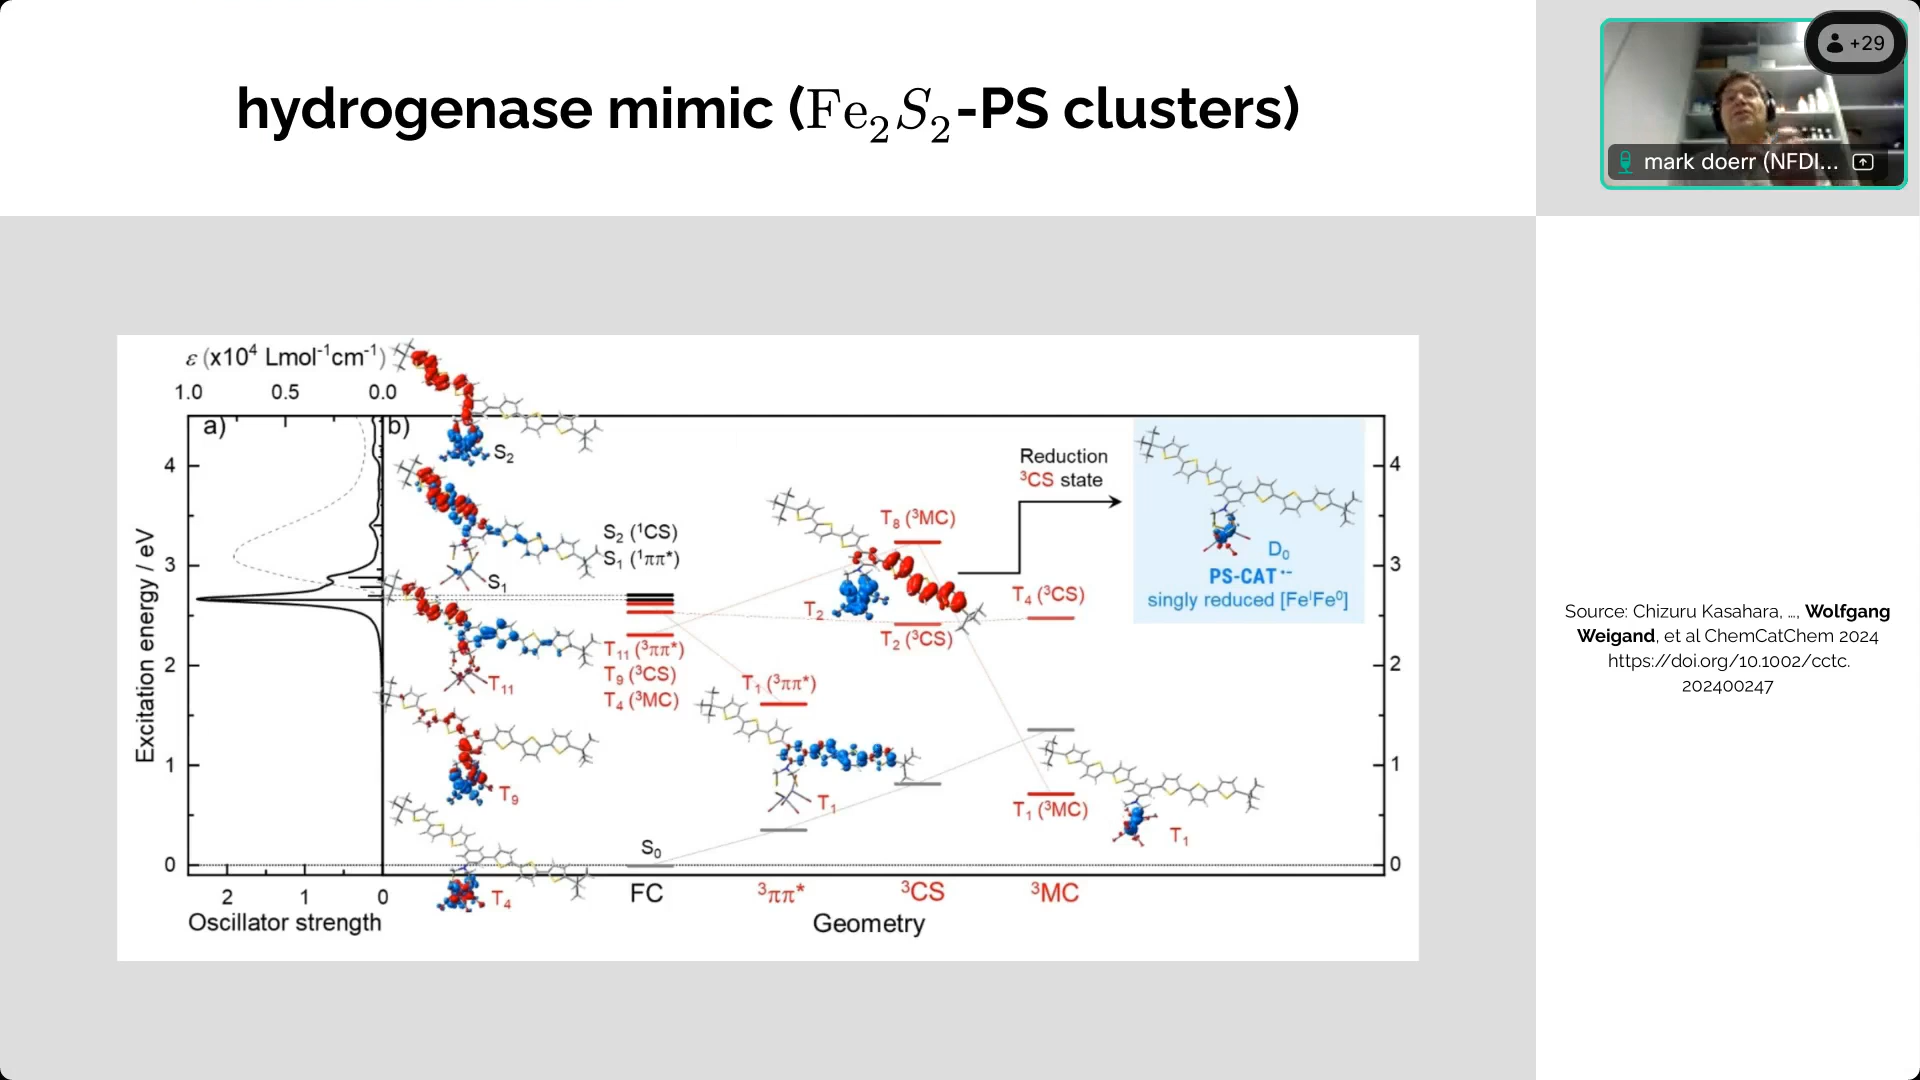 hydrogenase mimic (Fe₂S₂-PS clusters)
+29
mark doerr (NFDI...
ε (x10⁴ Lmol⁻¹cm⁻¹)
1.0 0.5 0.0
a)
b)
S₂
S₁
T₁₁
T₉
T₄
4
3
2
1
0
Excitation energy / eV
2 1 0
Oscillator strength
S₂ (¹CS)
S₁ (¹ππ*)
T₁₁ (³ππ*)
T₉ (³CS)
T₄ (³MC)
S₀
T₁ (³ππ*)
T₁
T₈ (³MC)
T₂
T₂ (³CS)
Reduction
³CS state
T₄ (³CS)
T₁ (³MC)
T₁
D₀
PS-CAT•−
singly reduced [FeᴵFe⁰]
4
3
2
1
0
FC ³ππ* ³CS ³MC
Geometry
Source: Chizuru Kasahara, …, Wolfgang
Weigand, et al ChemCatChem 2024
https://doi.org/10.1002/cctc.
202400247